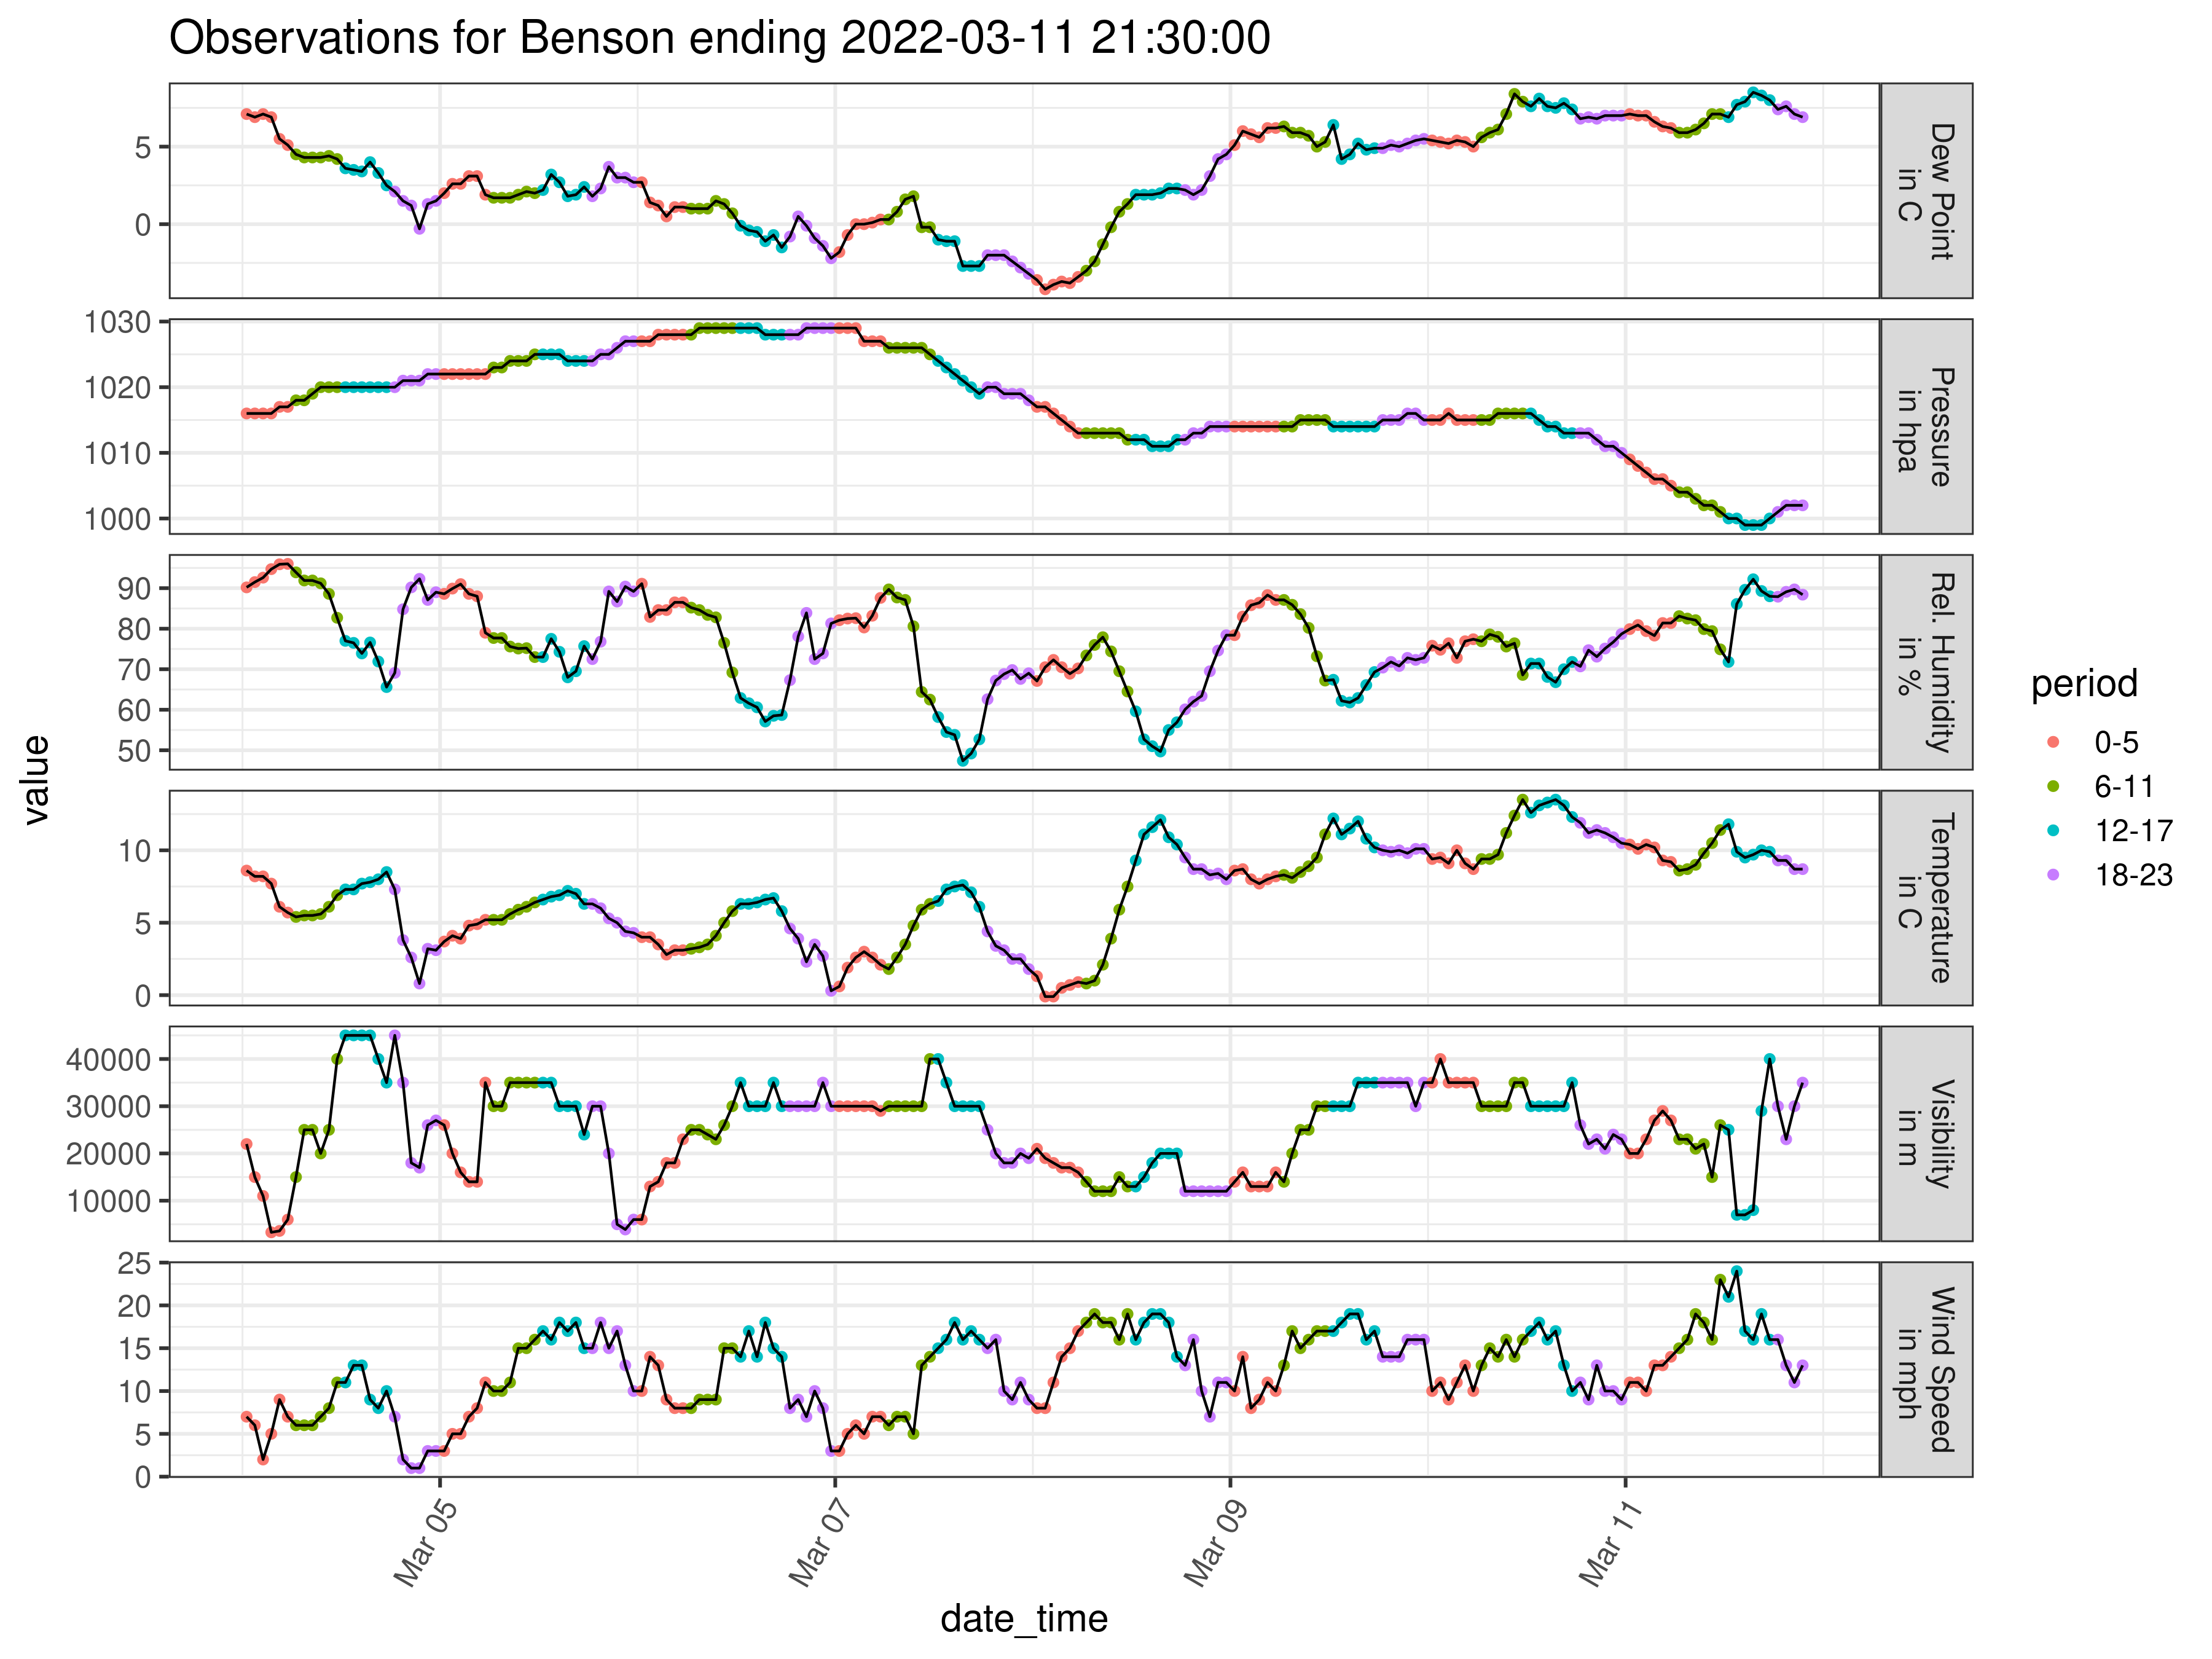 Observations for Benson ending 2022-03-11 21:30:00
value
5
0
Dew Point
in C
1030
1020
1010
1000
Pressure
in hpa
90
80
70
60
50
Rel. Humidity
in %
10
5
0
Temperature
in C
40000
30000
20000
10000
Visibility
in m
25
20
15
10
5
0
Wind Speed
in mph
Mar 05
Mar 07
Mar 09
Mar 11
date_time
period
0-5
6-11
12-17
18-23